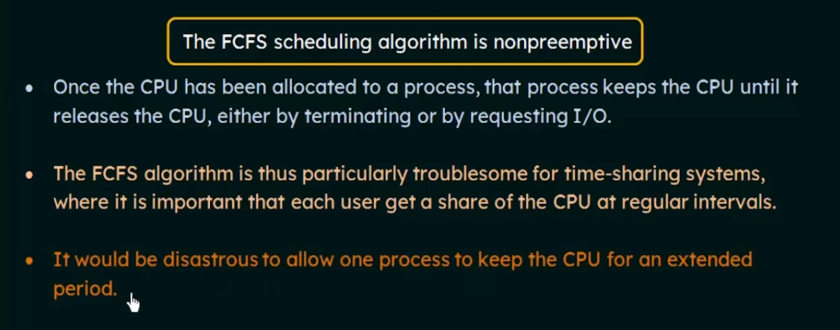 The FCFS scheduling algorithm is nonpreemptive
• Once the CPU has been allocated to a process, that process keeps the CPU until it
releases the CPU, either by terminating or by requesting I/O.
• The FCFS algorithm is thus particularly troublesome for time-sharing systems,
where it is important that each user get a share of the CPU at regular intervals.
• It would be disastrous to allow one process to keep the CPU for an extended
period.